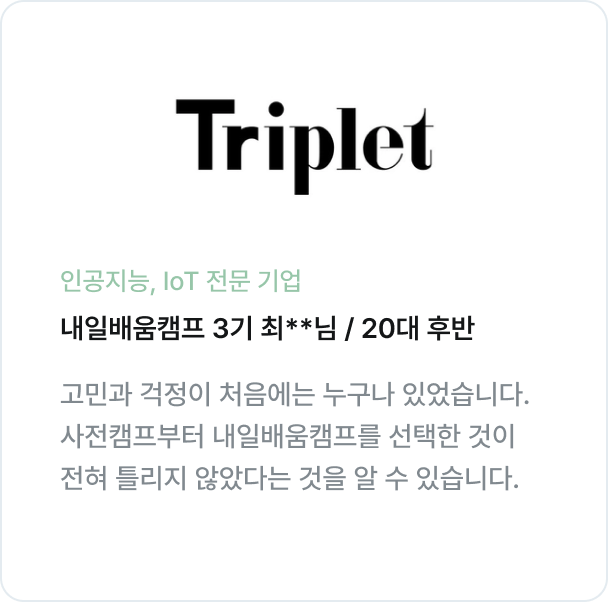 Triplet
인공지능, IoT 전문 기업
내일배움캠프 3기 최**님 / 20대 후반
고민과 걱정이 처음에는 누구나 있었습니다.
사전캠프부터 내일배움캠프를 선택한 것이
전혀 틀리지 않았다는 것을 알 수 있습니다.